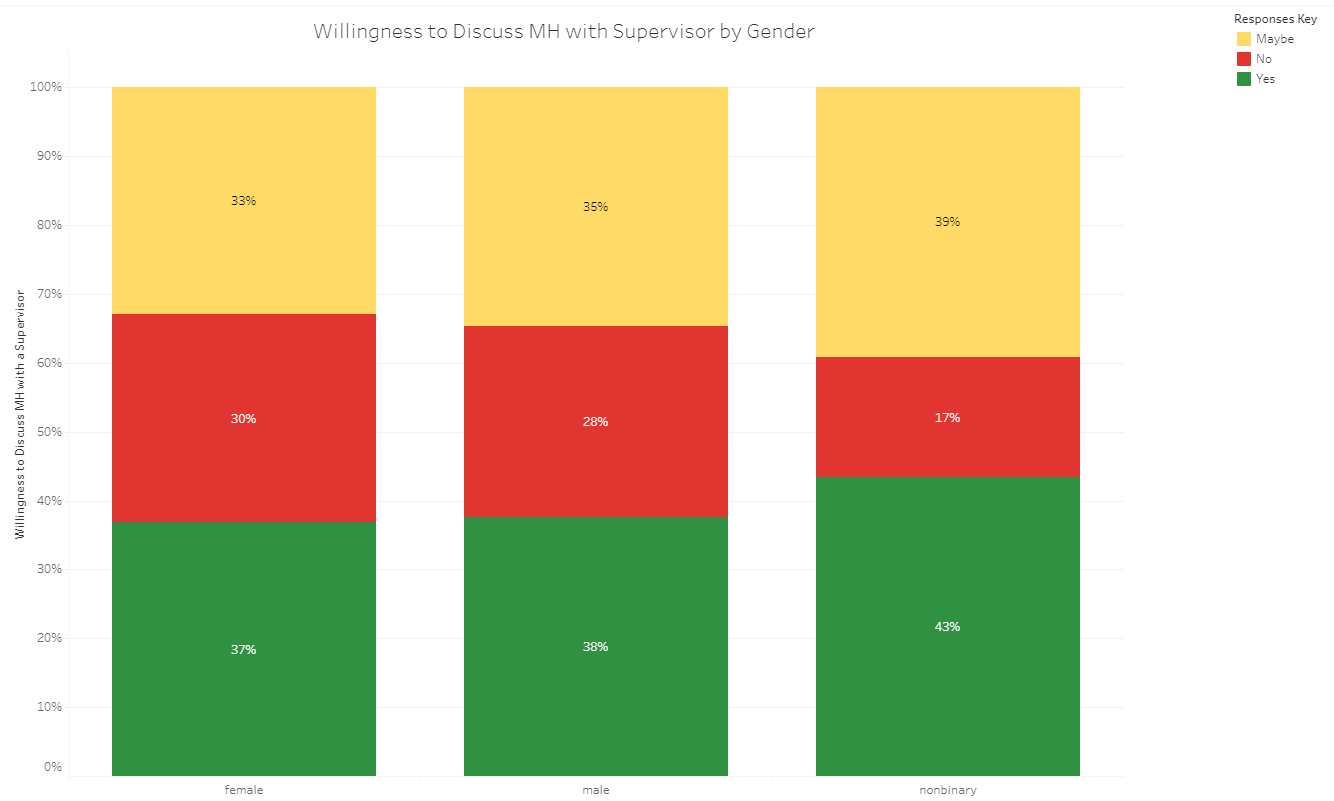 Willingness to Discuss MH with Supervisor by Gender
Responses Key
Maybe
No
Yes
Willingness to Discuss MH with a Supervisor
100%
90%
80%
70%
60%
50%
40%
30%
20%
10%
0%
33%
30%
37%
35%
28%
38%
39%
17%
43%
female
male
nonbinary